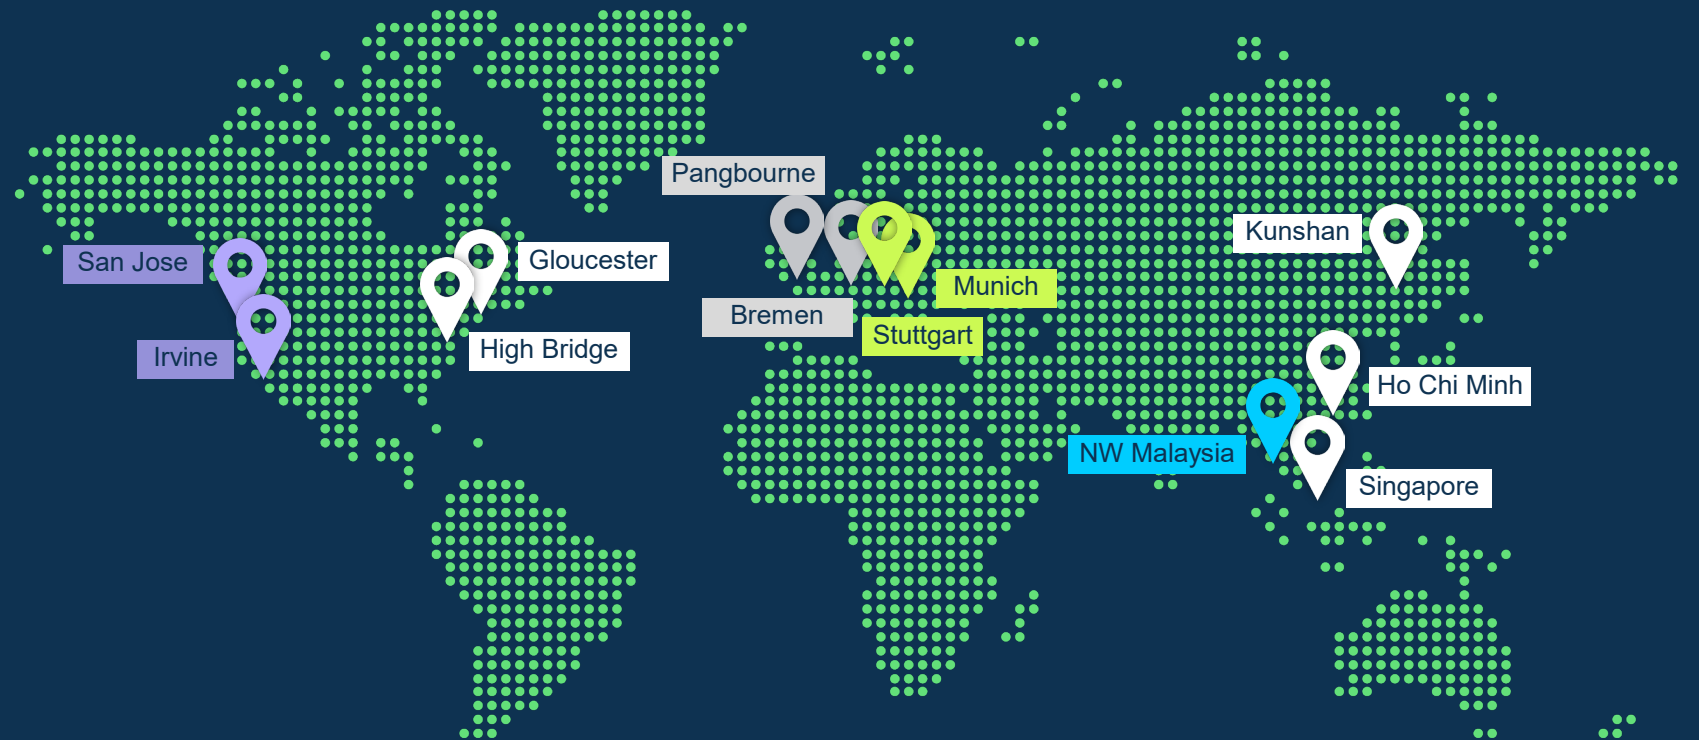 Pangbourne
Kunshan
San Jose
Gloucester
Munich
Bremen
Stuttgart
High Bridge
Irvine
Ho Chi Minh
NW Malaysia
Singapore